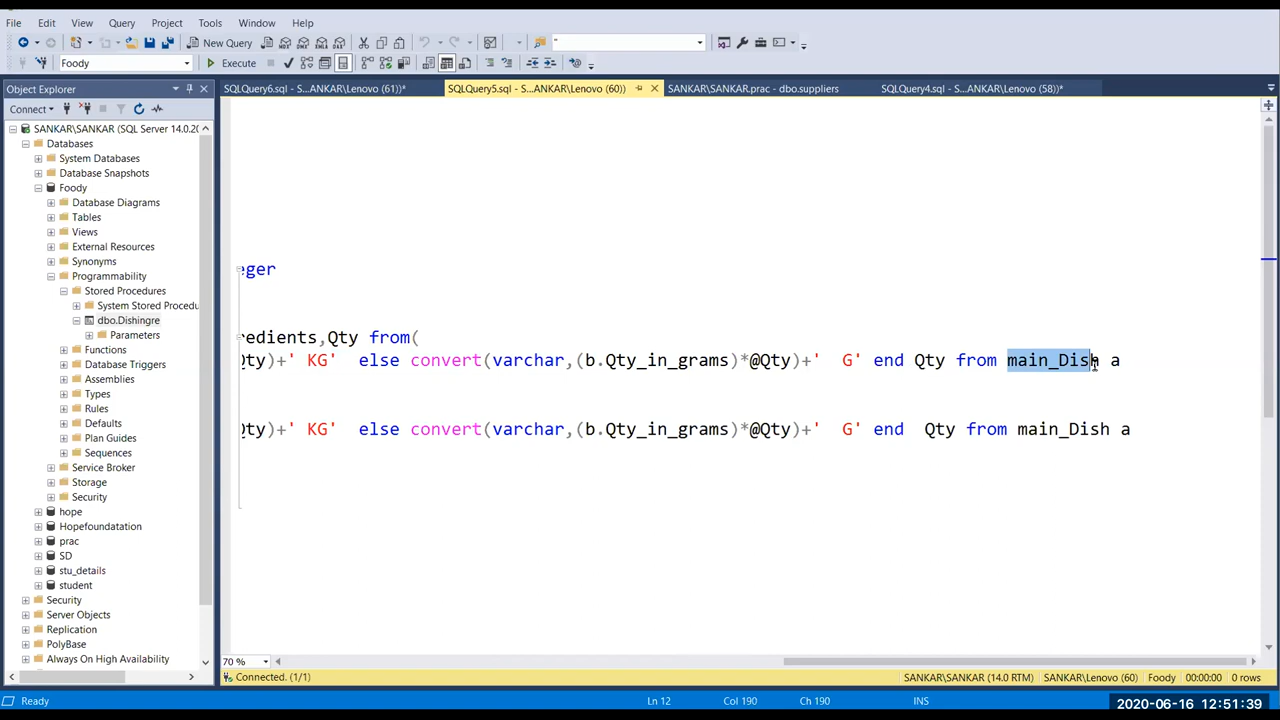 File Edit View Query Project Tools Window Help
New Query
Foody Execute
Object Explorer
SQLQuery6.sql - S...ANKAR\Lenovo (61))* SQLQuery5.sql - S...ANKAR\Lenovo (60)) SANKAR\SANKAR.prac - dbo.suppliers SQLQuery4.sql - S...ANKAR\Lenovo (58))*
Connect
SANKAR\SANKAR (SQL Server 14.0.20
Databases
System Databases
Database Snapshots
Foody
Database Diagrams
Tables
Views
External Resources
Synonyms
Programmability
Stored Procedures
System Stored Procedu
dbo.Dishingre
Parameters
Functions
Database Triggers
Assemblies
Types
Rules
Defaults
Plan Guides
Sequences
Service Broker
Storage
Security
hope
Hopefoundatation
prac
SD
stu_details
student
Security
Server Objects
Replication
PolyBase
Always On High Availability
eger
redients,Qty from(
Qty)+' KG' else convert(varchar,(b.Qty_in_grams)*@Qty)+' G' end Qty from main_Dish a
Qty)+' KG' else convert(varchar,(b.Qty_in_grams)*@Qty)+' G' end Qty from main_Dish a
70 %
Connected. (1/1) SANKAR\SANKAR (14.0 RTM) SANKAR\Lenovo (60) Foody 00:00:00 0 rows
Ready Ln 12 Col 190 Ch 190 INS
2020-06-16 12:51:39